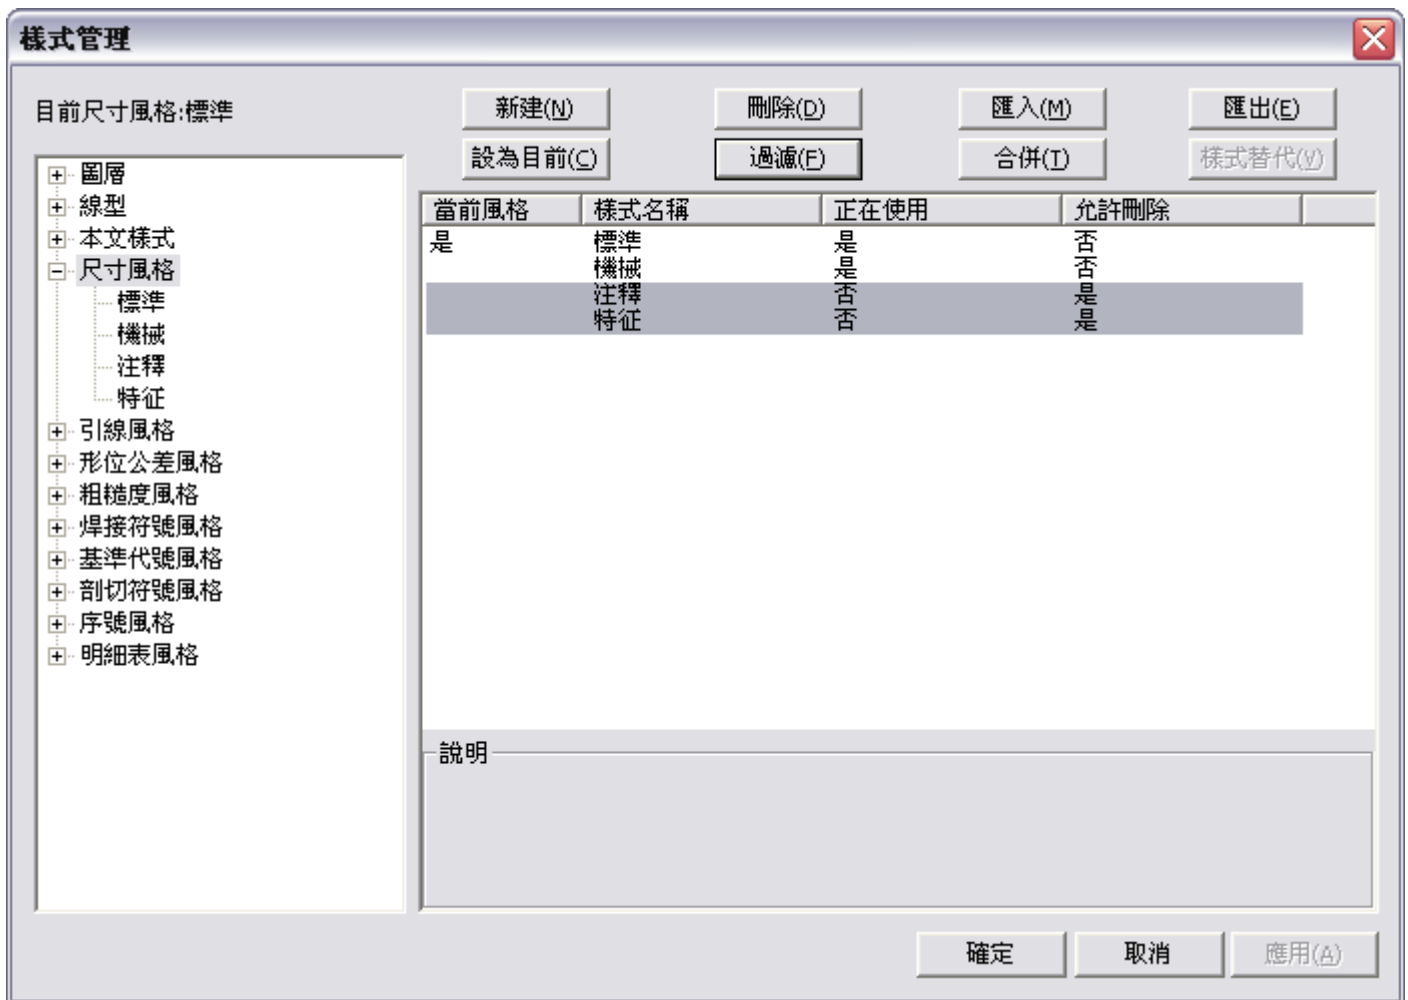 樣式管理
目前尺寸風格:標準
新建(N) 刪除(D) 匯入(M) 匯出(E)
設為目前(C) 過濾(F) 合併(T) 樣式替代(V)
圖層
線型
本文樣式
尺寸風格
標準
機械
注釋
特征
引線風格
形位公差風格
粗糙度風格
焊接符號風格
基準代號風格
剖切符號風格
序號風格
明細表風格
當前風格 樣式名稱 正在使用 允許刪除
是 標準 是 否
機械 是 否
注釋 否 是
特征 否 是
說明
確定 取消 應用(A)